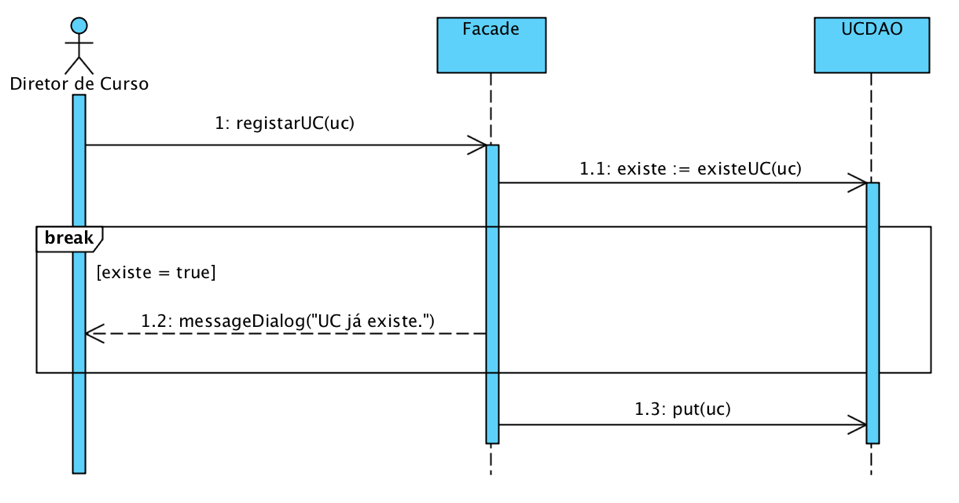 Facade
UCDAO
Diretor de Curso
1: registarUC(uc)
1.1: existe := existeUC(uc)
break
[existe = true]
1.2: messageDialog("UC já existe.")
1.3: put(uc)